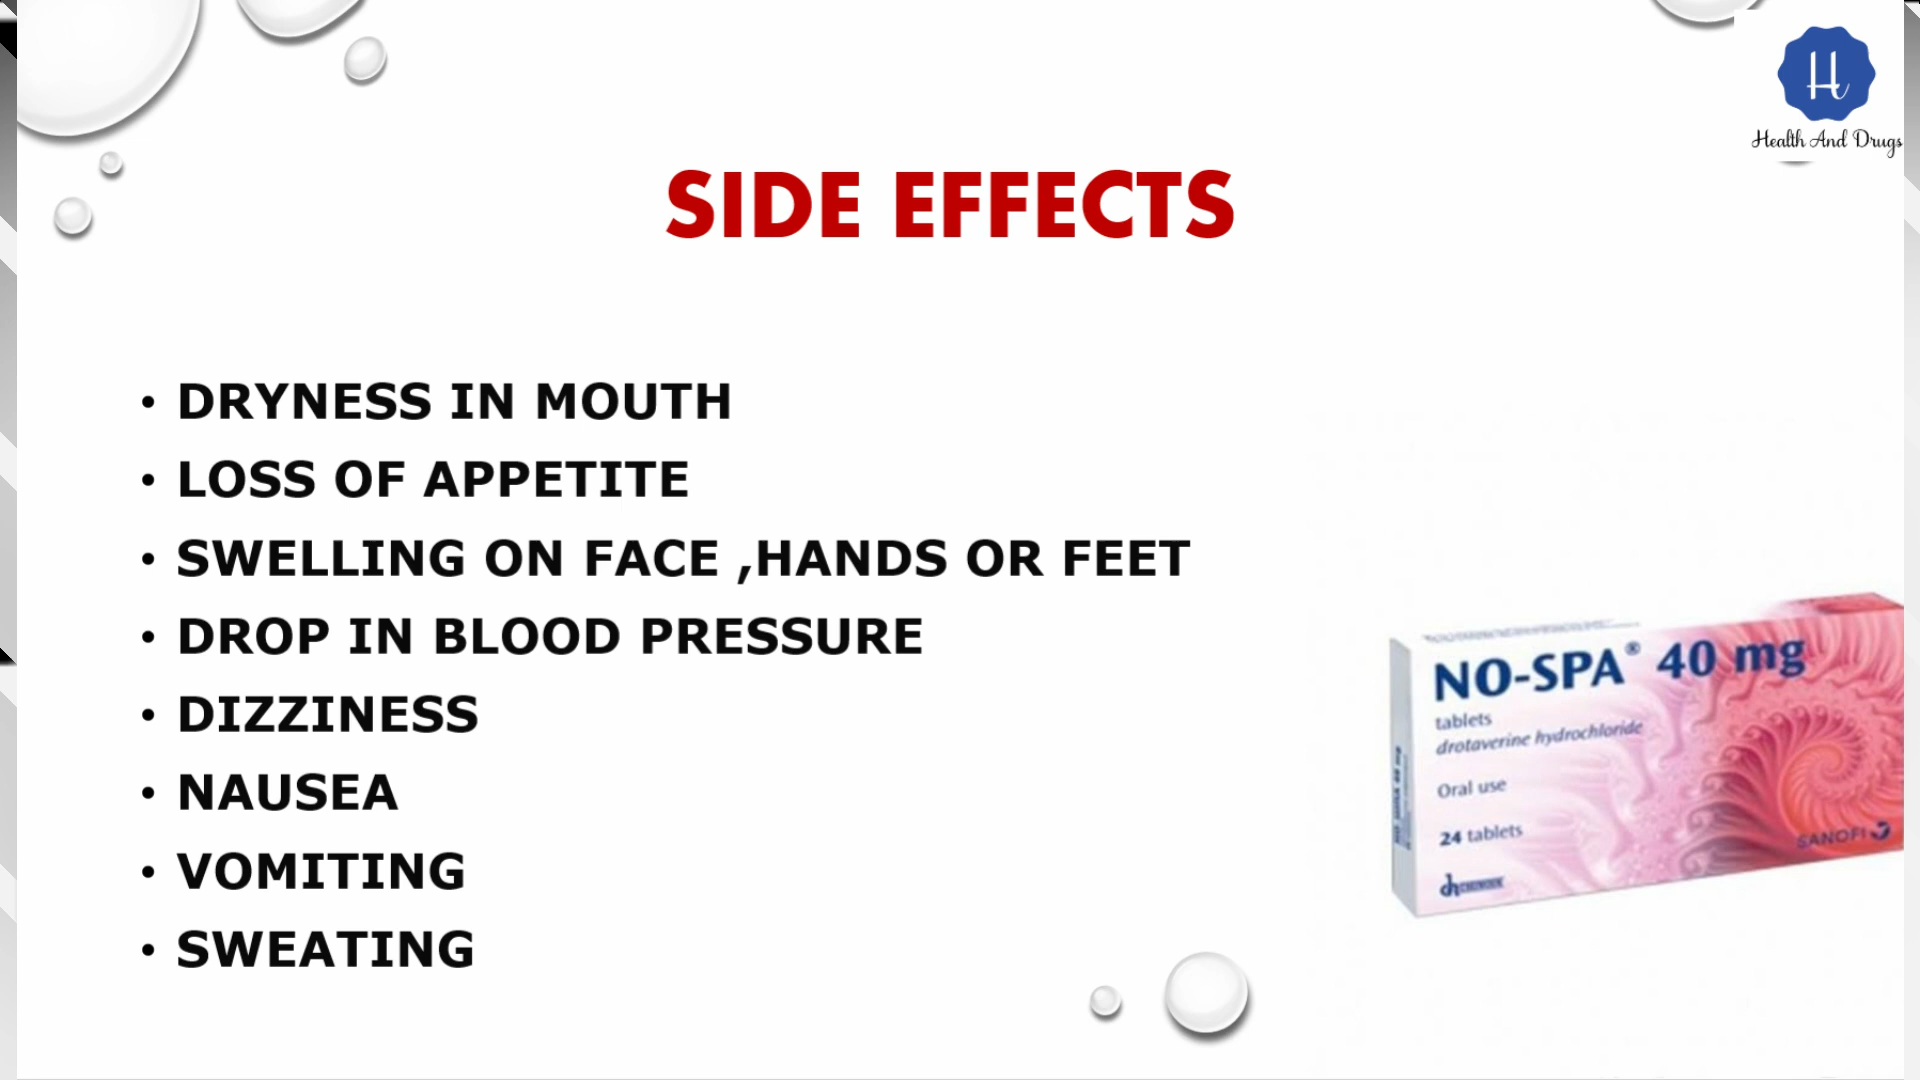 H
Health And Drugs
SIDE EFFECTS
• DRYNESS IN MOUTH
• LOSS OF APPETITE
• SWELLING ON FACE ,HANDS OR FEET
• DROP IN BLOOD PRESSURE
• DIZZINESS
• NAUSEA
• VOMITING
• SWEATING
NO-SPA® 40 mg
tablets
drotaverine hydrochloride
Oral use
24 tablets
SANOFI